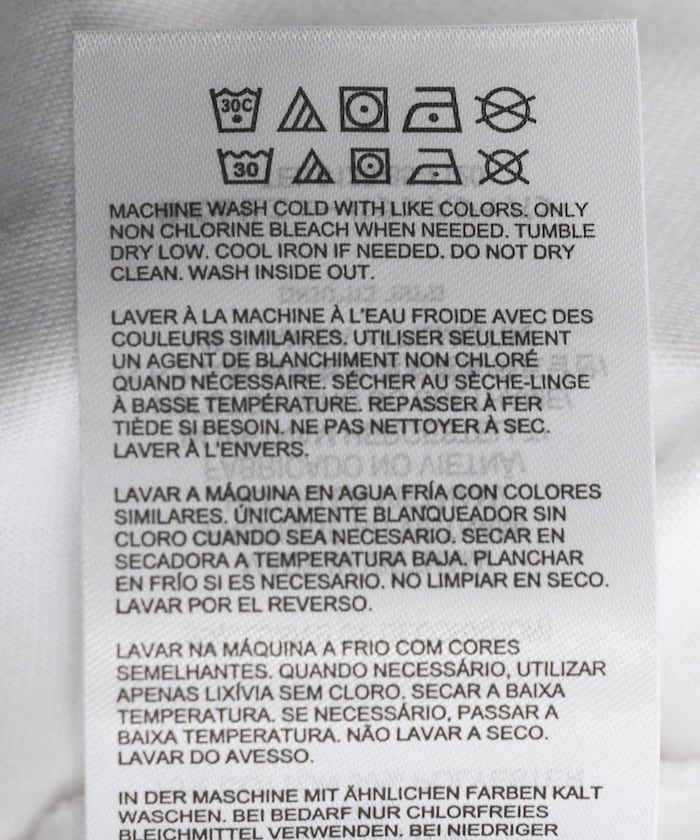 30C
30
MACHINE WASH COLD WITH LIKE COLORS. ONLY
NON CHLORINE BLEACH WHEN NEEDED. TUMBLE
DRY LOW. COOL IRON IF NEEDED. DO NOT DRY
CLEAN. WASH INSIDE OUT.
LAVER À LA MACHINE À L'EAU FROIDE AVEC DES
COULEURS SIMILAIRES. UTILISER SEULEMENT
UN AGENT DE BLANCHIMENT NON CHLORÉ
QUAND NÉCESSAIRE. SÉCHER AU SÈCHE-LINGE
À BASSE TEMPÉRATURE. REPASSER À FER
TIÈDE SI BESOIN. NE PAS NETTOYER À SEC.
LAVER À L'ENVERS.
LAVAR A MÁQUINA EN AGUA FRÍA CON COLORES
SIMILARES. ÚNICAMENTE BLANQUEADOR SIN
CLORO CUANDO SEA NECESARIO. SECAR EN
SECADORA A TEMPERATURA BAJA. PLANCHAR
EN FRÍO SI ES NECESARIO. NO LIMPIAR EN SECO.
LAVAR POR EL REVERSO.
LAVAR NA MÁQUINA A FRIO COM CORES
SEMELHANTES. QUANDO NECESSÁRIO, UTILIZAR
APENAS LIXÍVIA SEM CLORO. SECAR A BAIXA
TEMPERATURA. SE NECESSÁRIO, PASSAR A
BAIXA TEMPERATURA. NÃO LAVAR A SECO.
LAVAR DO AVESSO.
IN DER MASCHINE MIT ÄHNLICHEN FARBEN KALT
WASCHEN. BEI BEDARF NUR CHLORFREIES
BLEICHMITTEL VERWENDEN. BEI NIEDRIGER